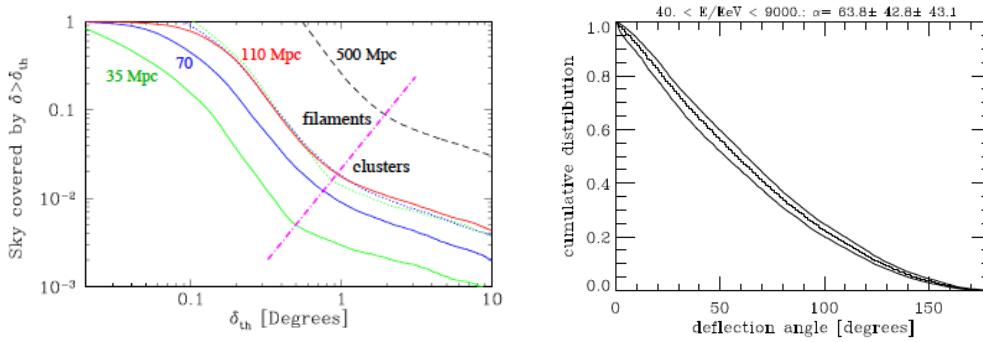 35 Mpc
70
110 Mpc
500 Mpc
filaments
clusters
Sky covered by δ>δth
1
0.1
10−2
10−3
0.1
1
10
δth [Degrees]
40. < E/EeV < 9000.: α= 63.8± 42.8± 43.1
cumulative distribution
1.0
0.8
0.6
0.4
0.2
0.0
0
50
100
150
deflection angle [degrees]